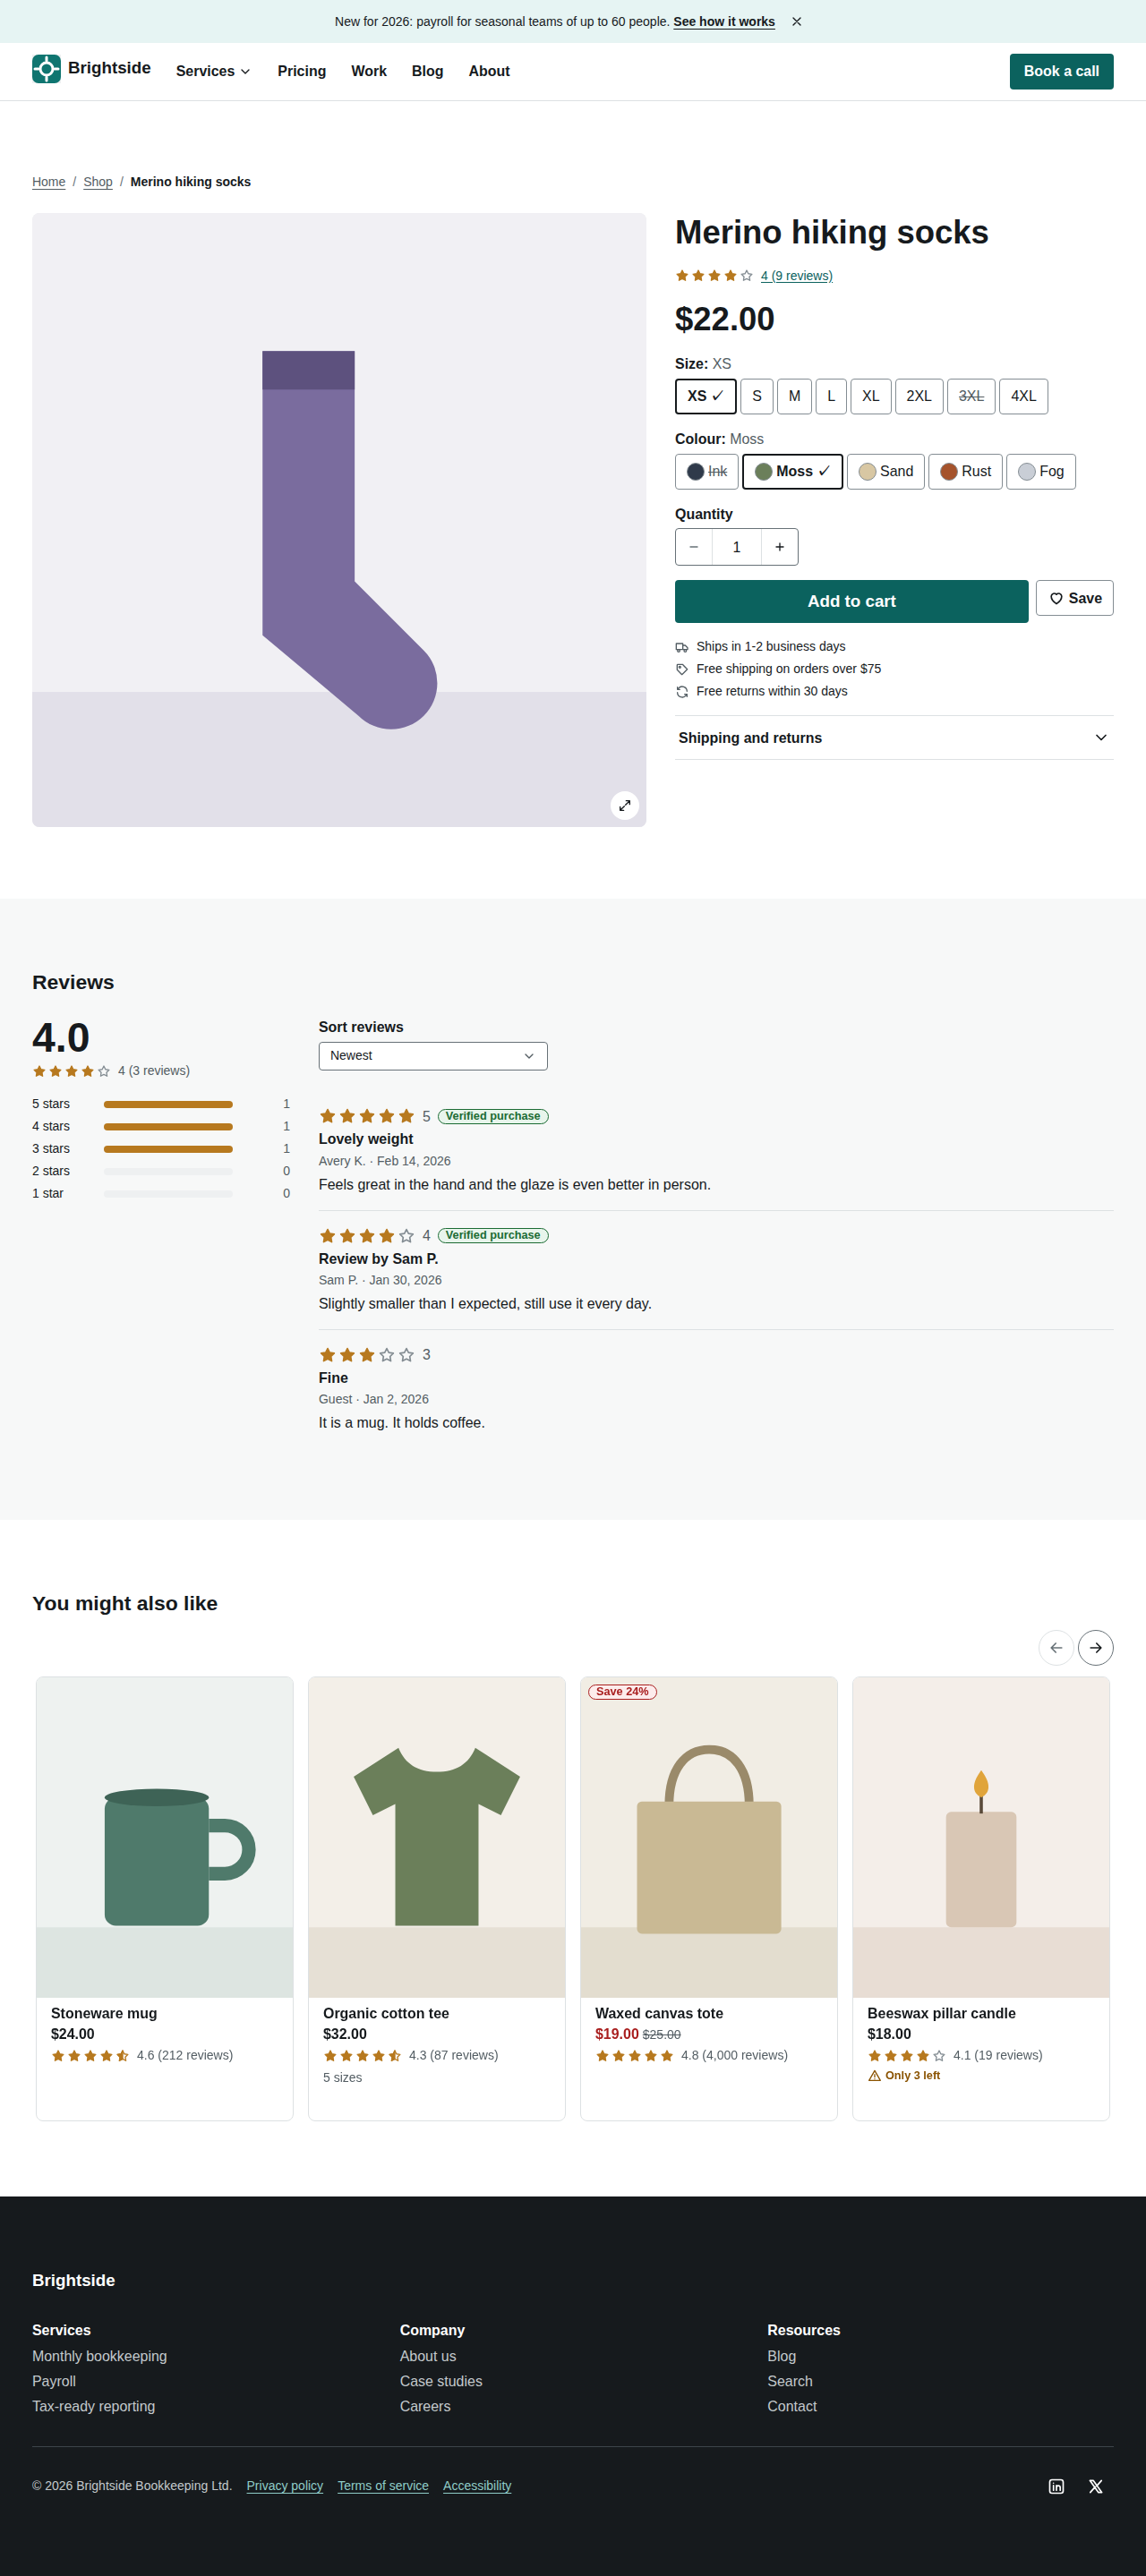 New for 2026: payroll for seasonal teams of up to 60 people. See how it works
Brightside
Services
Pricing
Work
Blog
About
Book a call
Home / Shop / Merino hiking socks
Merino hiking socks
4 (9 reviews)
$22.00
Size: XS
XS S M L XL 2XL 3XL 4XL
Colour: Moss
Ink Moss Sand Rust Fog
Quantity
− 1 +
Add to cart
Save
Ships in 1-2 business days
Free shipping on orders over $75
Free returns within 30 days
Shipping and returns
Reviews
4.0
4 (3 reviews)
5 stars 1
4 stars 1
3 stars 1
2 stars 0
1 star 0
Sort reviews
Newest
5 Verified purchase
Lovely weight
Avery K. · Feb 14, 2026
Feels great in the hand and the glaze is even better in person.
4 Verified purchase
Review by Sam P.
Sam P. · Jan 30, 2026
Slightly smaller than I expected, still use it every day.
3
Fine
Guest · Jan 2, 2026
It is a mug. It holds coffee.
You might also like
Stoneware mug
$24.00
4.6 (212 reviews)
Organic cotton tee
$32.00
4.3 (87 reviews)
5 sizes
Save 24%
Waxed canvas tote
$19.00 $25.00
4.8 (4,000 reviews)
Beeswax pillar candle
$18.00
4.1 (19 reviews)
Only 3 left
Brightside
Services
Monthly bookkeeping
Payroll
Tax-ready reporting
Company
About us
Case studies
Careers
Resources
Blog
Search
Contact
© 2026 Brightside Bookkeeping Ltd. Privacy policy Terms of service Accessibility